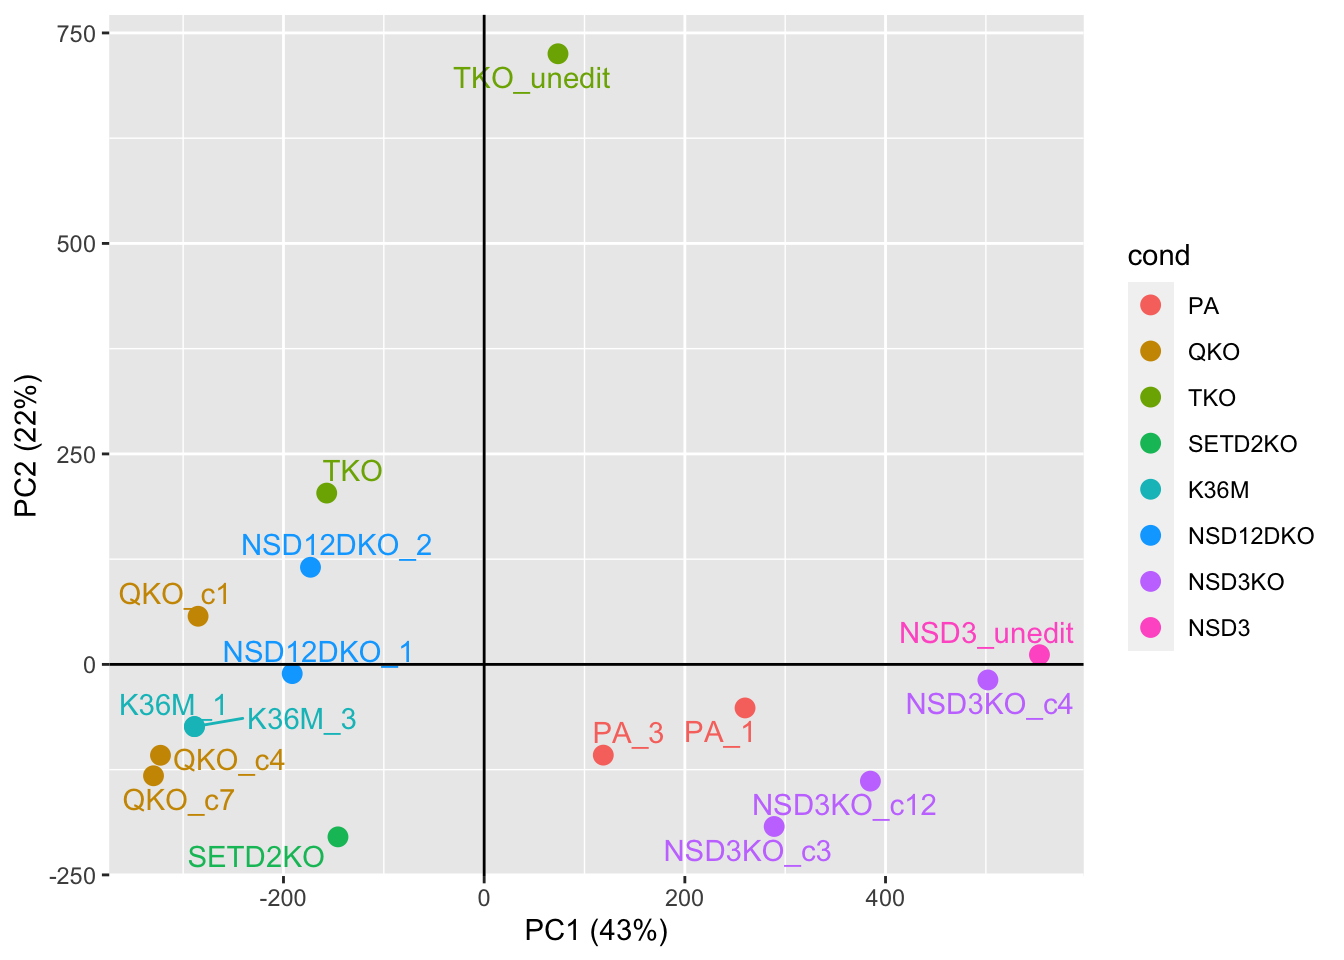 750
TKO_unedit
500
cond
PA
QKO
TKO
SETD2KO
K36M
NSD12DKO
NSD3KO
NSD3
PC2 (22%)
250
TKO
NSD12DKO_2
QKO_c1
NSD3_unedit
NSD12DKO_1
0
K36M_1
K36M_3
NSD3KO_c4
PA_3
PA_1
QKO_c4
QKO_c7
NSD3KO_c12
NSD3KO_c3
SETD2KO
-250
-200
0
200
400
PC1 (43%)